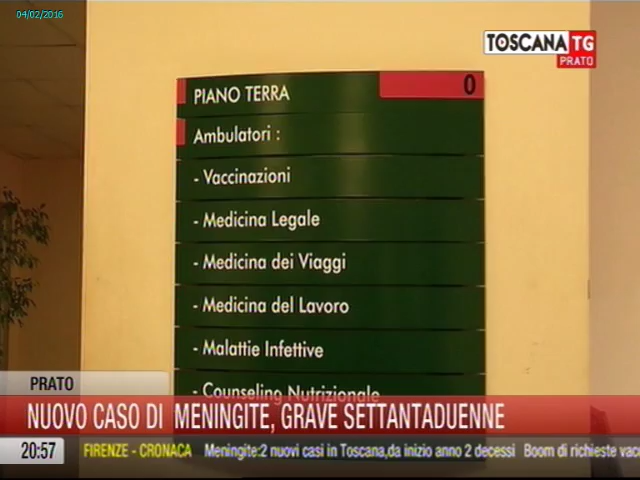 04/02/2016
TOSCANA TG
PRATO
PIANO TERRA 0
Ambulatori :
- Vaccinazioni
- Medicina Legale
- Medicina dei Viaggi
- Medicina del Lavoro
- Malattie Infettive
- Counseling Nutrizionale
PRATO
NUOVO CASO DI MENINGITE, GRAVE SETTANTADUENNE
20:57 FIRENZE - CRONACA Meningite:2 nuovi casi in Toscana,da inizio anno 2 decessi Boom di richieste vacc